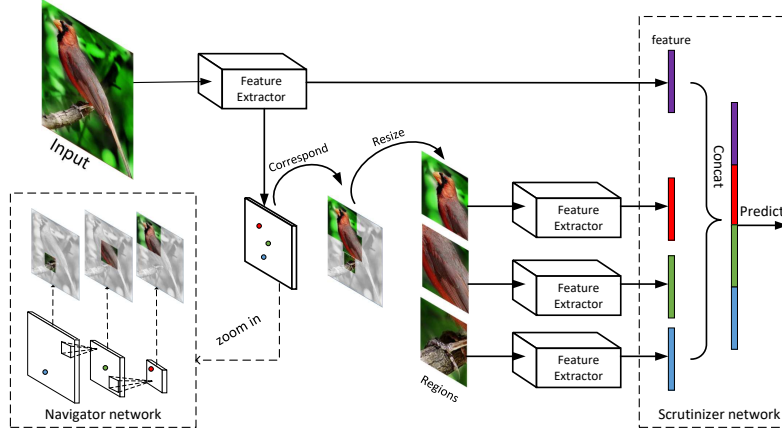 feature
Feature
Extractor
Input
Correspond
Resize
Concat
Feature
Extractor
Predict
Feature
Extractor
zoom in
Feature
Extractor
Regions
Navigator network
Scrutinizer network